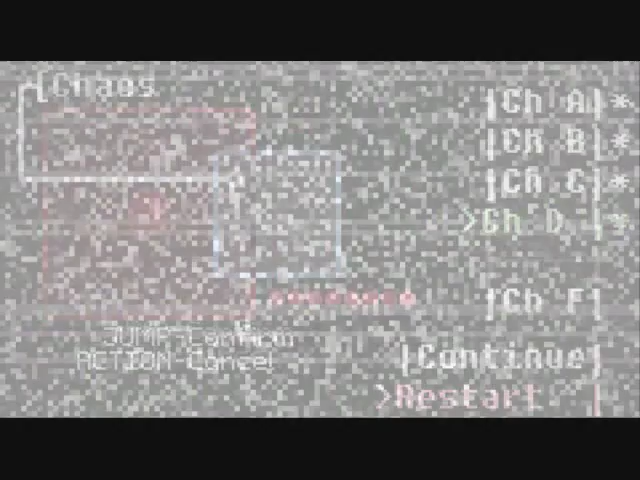 [Chaos
|Ch A|*
|Ch B|*
|Ch C|*
>Ch D |*
|Ch F|
JUMP-Confirm
ACTION-Cancel
|Continue|
>Restart |